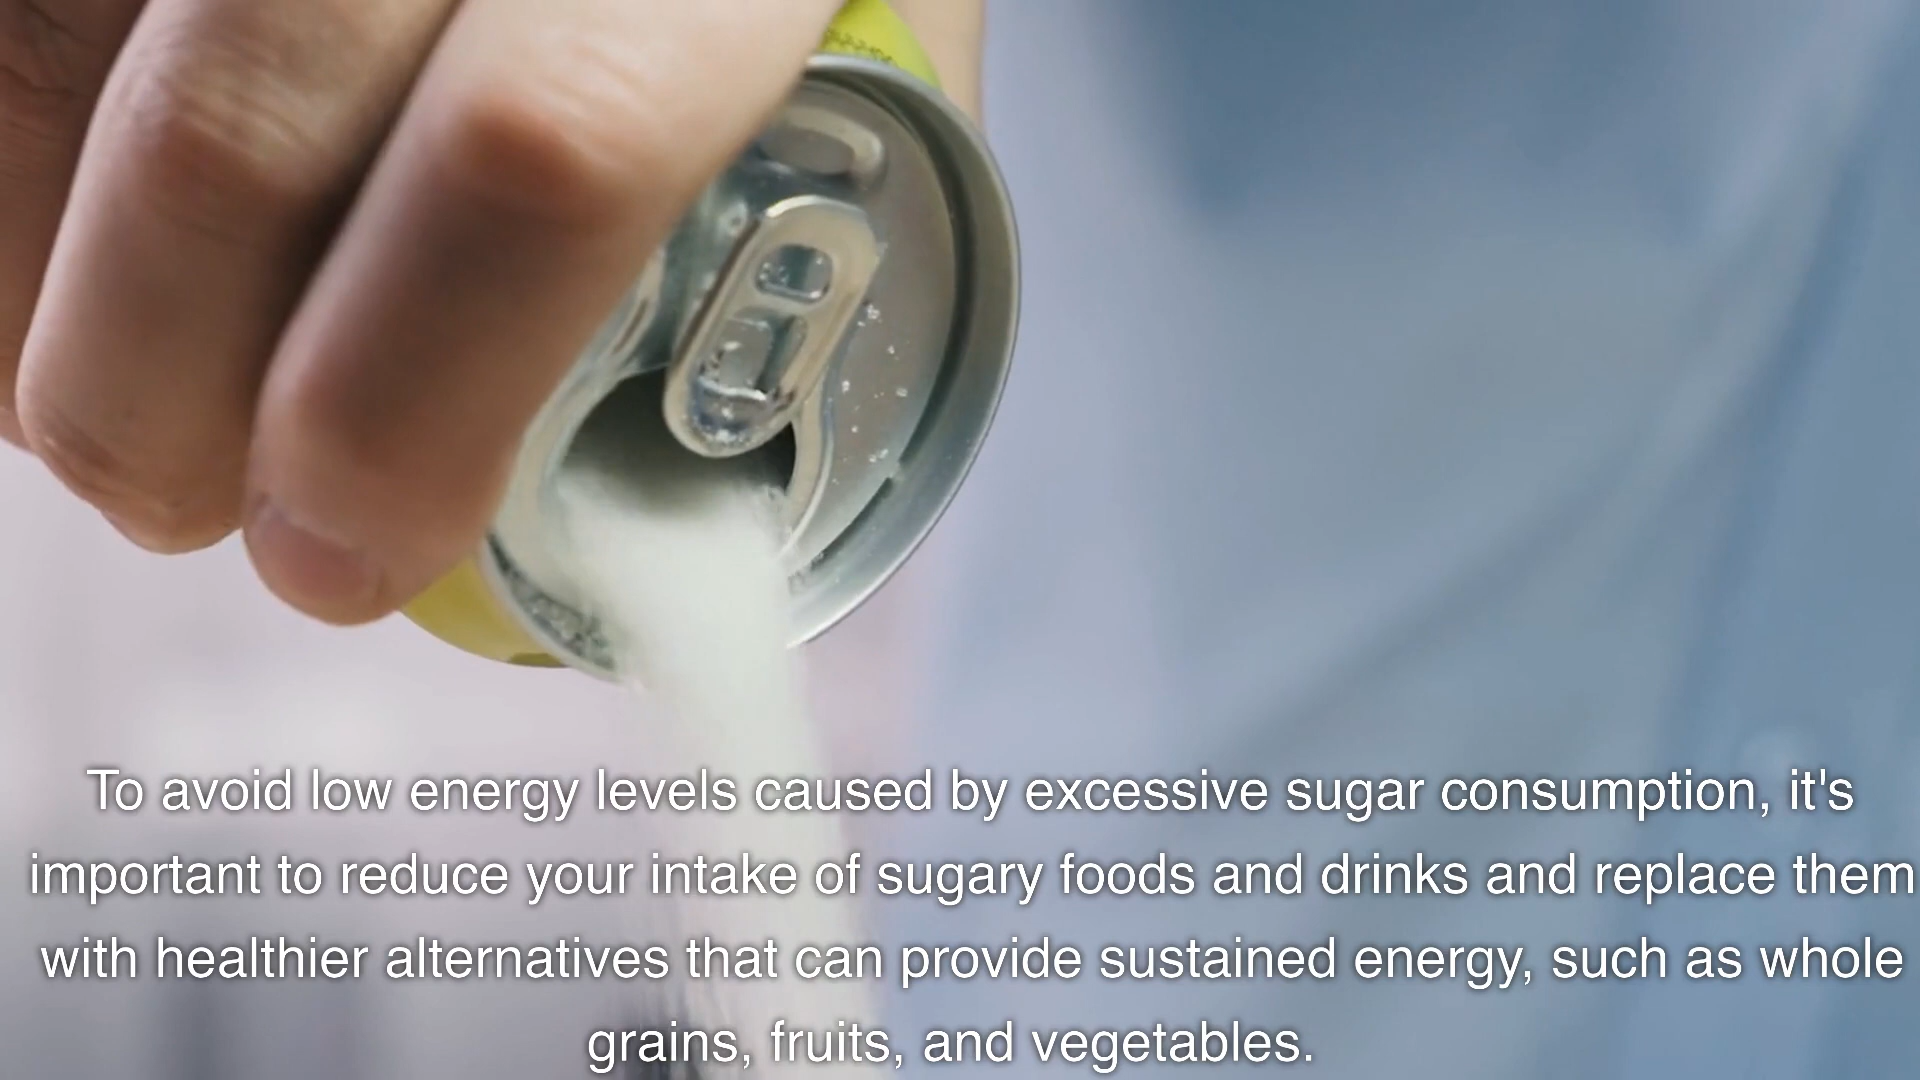 To avoid low energy levels caused by excessive sugar consumption, it's
important to reduce your intake of sugary foods and drinks and replace them
with healthier alternatives that can provide sustained energy, such as whole
grains, fruits, and vegetables.